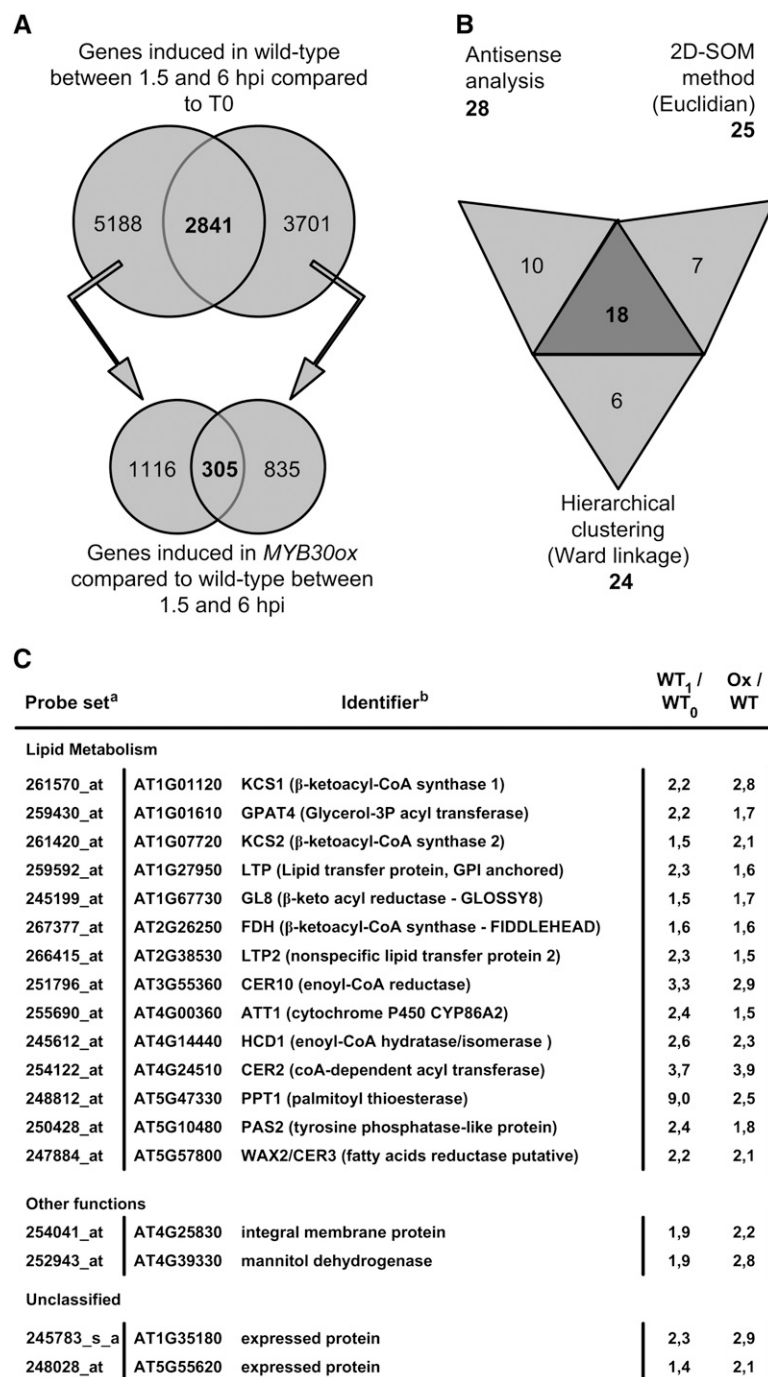 A
Genes induced in wild-type
between 1.5 and 6 hpi compared
to T0
5188 2841 3701
1116 305 835
Genes induced in MYB30ox
compared to wild-type between
1.5 and 6 hpi
B
Antisense
analysis
28
2D-SOM
method
(Euclidian)
25
10 7
18
6
Hierarchical
clustering
(Ward linkage)
24
C
Probe setᵃ Identifierᵇ WT₁ / WT₀ Ox / WT
Lipid Metabolism
261570_at AT1G01120 KCS1 (β-ketoacyl-CoA synthase 1) 2,2 2,8
259430_at AT1G01610 GPAT4 (Glycerol-3P acyl transferase) 2,2 1,7
261420_at AT1G07720 KCS2 (β-ketoacyl-CoA synthase 2) 1,5 2,1
259592_at AT1G27950 LTP (Lipid transfer protein, GPI anchored) 2,3 1,6
245199_at AT1G67730 GL8 (β-keto acyl reductase - GLOSSY8) 1,5 1,7
267377_at AT2G26250 FDH (β-ketoacyl-CoA synthase - FIDDLEHEAD) 1,6 1,6
266415_at AT2G38530 LTP2 (nonspecific lipid transfer protein 2) 2,3 1,5
251796_at AT3G55360 CER10 (enoyl-CoA reductase) 3,3 2,9
255690_at AT4G00360 ATT1 (cytochrome P450 CYP86A2) 2,4 1,5
245612_at AT4G14440 HCD1 (enoyl-CoA hydratase/isomerase ) 2,6 2,3
254122_at AT4G24510 CER2 (coA-dependent acyl transferase) 3,7 3,9
248812_at AT5G47330 PPT1 (palmitoyl thioesterase) 9,0 2,5
250428_at AT5G10480 PAS2 (tyrosine phosphatase-like protein) 2,4 1,8
247884_at AT5G57800 WAX2/CER3 (fatty acids reductase putative) 2,2 2,1
Other functions
254041_at AT4G25830 integral membrane protein 1,9 2,2
252943_at AT4G39330 mannitol dehydrogenase 1,9 2,8
Unclassified
245783_s_a AT1G35180 expressed protein 2,3 2,9
248028_at AT5G55620 expressed protein 1,4 2,1